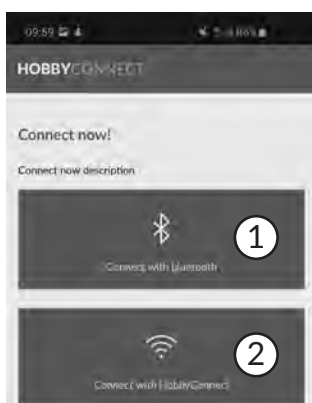 09:59
HOBBYCONNECT
Connect now!
Connect now description
1
Connect with bluetooth
2
Connect with HobbyConnect